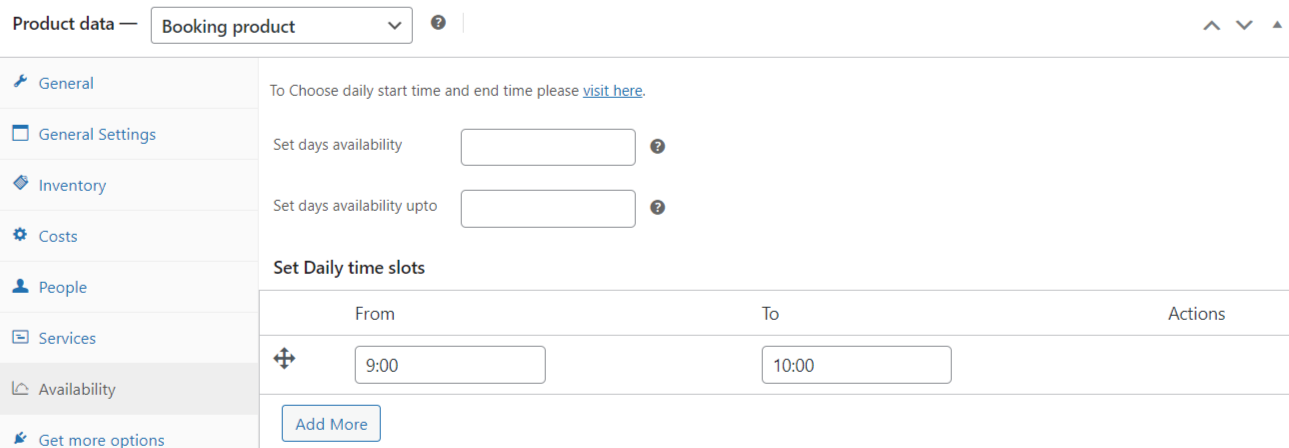 Product data — Booking product
General
General Settings
Inventory
Costs
People
Services
Availability
Get more options
To Choose daily start time and end time please visit here.
Set days availability
Set days availability upto
Set Daily time slots
From To Actions
9:00 10:00
Add More